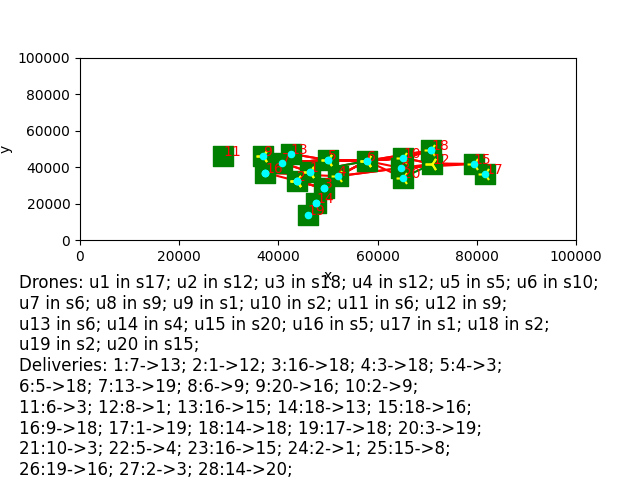 100000
80000
60000
40000
20000
0
y
11
3
8
5
2
7
0 20000 40000 60000 80000 100000
x
Drones: u1 in s17; u2 in s12; u3 in s18; u4 in s12; u5 in s5; u6 in s10;
u7 in s6; u8 in s9; u9 in s1; u10 in s2; u11 in s6; u12 in s9;
u13 in s6; u14 in s4; u15 in s20; u16 in s5; u17 in s1; u18 in s2;
u19 in s2; u20 in s15;
Deliveries: 1:7->13; 2:1->12; 3:16->18; 4:3->18; 5:4->3;
6:5->18; 7:13->19; 8:6->9; 9:20->16; 10:2->9;
11:6->3; 12:8->1; 13:16->15; 14:18->13; 15:18->16;
16:9->18; 17:1->19; 18:14->18; 19:17->18; 20:3->19;
21:10->3; 22:5->4; 23:16->15; 24:2->1; 25:15->8;
26:19->16; 27:2->3; 28:14->20;